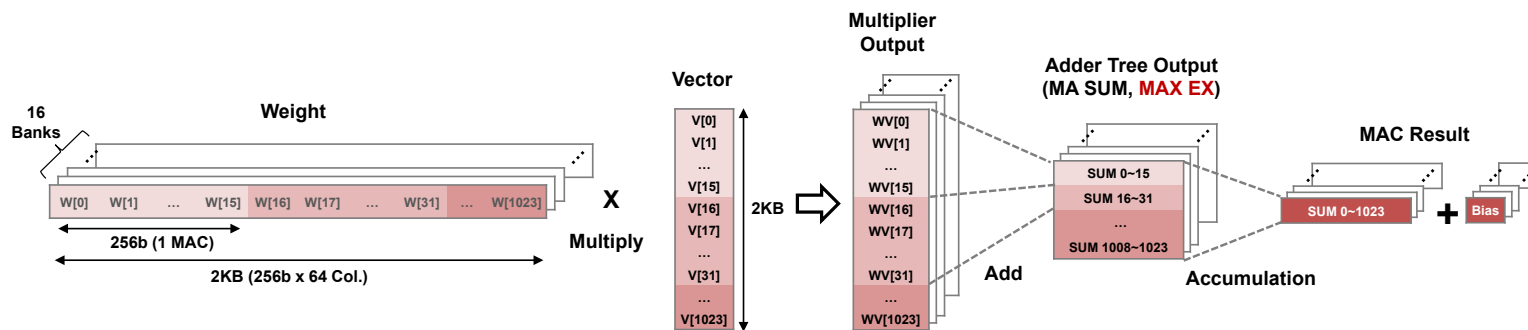 16
Banks
Weight
W[0] W[1] ... W[15] W[16] W[17] ... W[31] ... W[1023]
256b (1 MAC)
2KB (256b x 64 Col.)
X
Multiply
Vector
V[0]
V[1]
...
V[15]
V[16]
V[17]
...
V[31]
...
V[1023]
2KB
Multiplier
Output
WV[0]
WV[1]
...
WV[15]
WV[16]
WV[17]
...
WV[31]
...
WV[1023]
Add
Adder Tree Output
(MA SUM, MAX EX)
SUM 0~15
SUM 16~31
...
SUM 1008~1023
Accumulation
MAC Result
SUM 0~1023
+
Bias